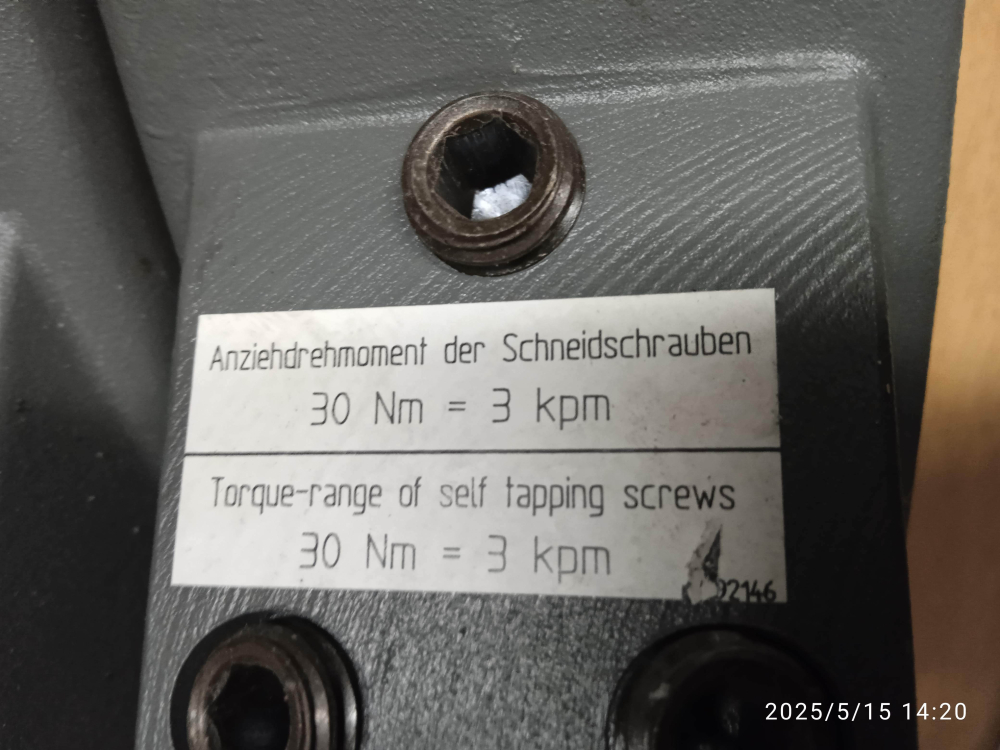 Anziehdrehmoment der Schneidschrauben
30 Nm = 3 kpm
Torque-range of self tapping screws
30 Nm = 3 kpm
92146
2025/5/15 14:20